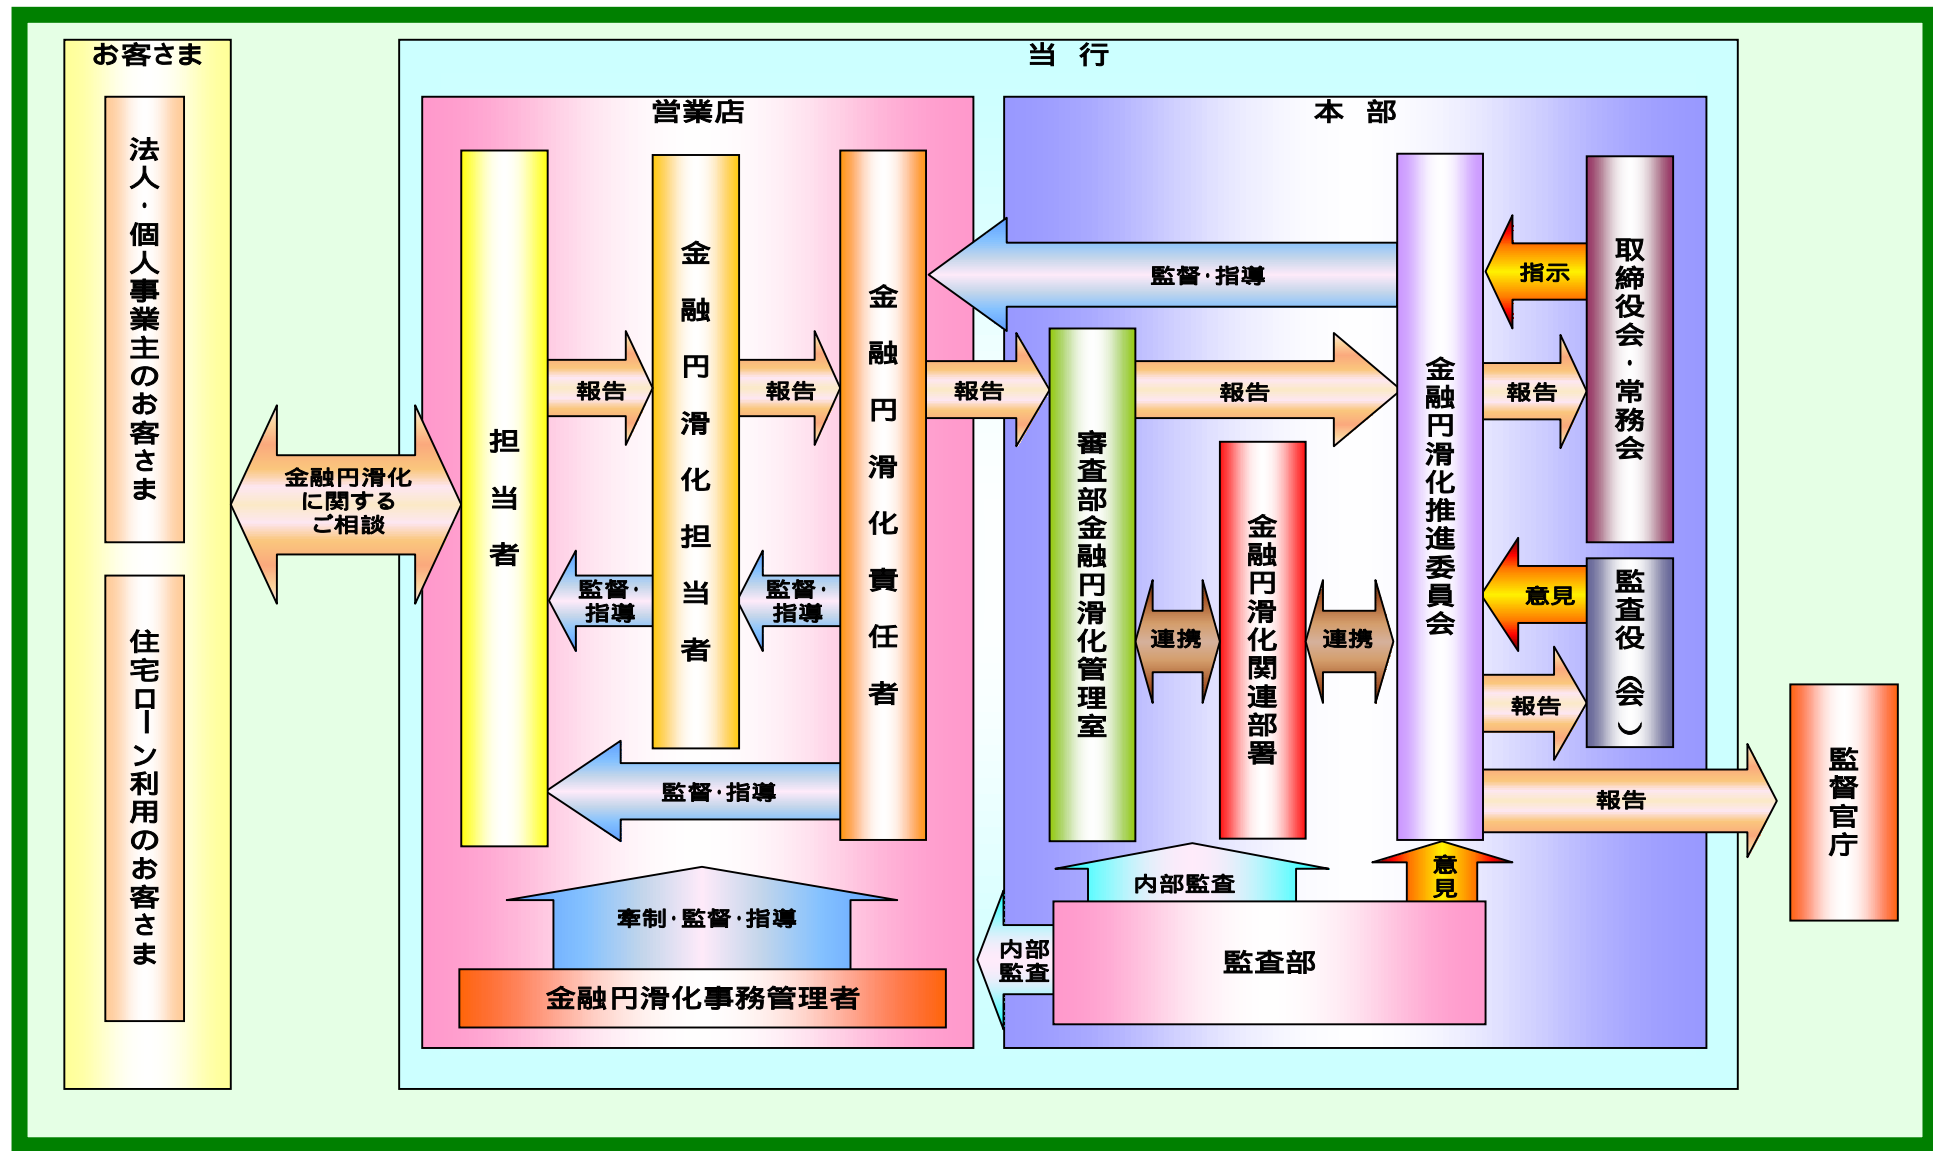 お客さま
法人・個人事業主のお客さま
住宅ローン利用のお客さま
金融円滑化
に関する
ご相談
当 行
営業店
担当者
報告
監督・
指導
金融円滑化担当者
報告
監督・
指導
金融円滑化責任者
監督・指導
牽制・監督・指導
金融円滑化事務管理者
本 部
監督・指導
報告
審査部金融円滑化管理室
報告
連携
金融円滑化関連部署
連携
金融円滑化推進委員会
指示
報告
取締役会・常務会
意見
報告
監査役（会）
報告
内部監査
意
見
内部
監査
監査部
監督官庁